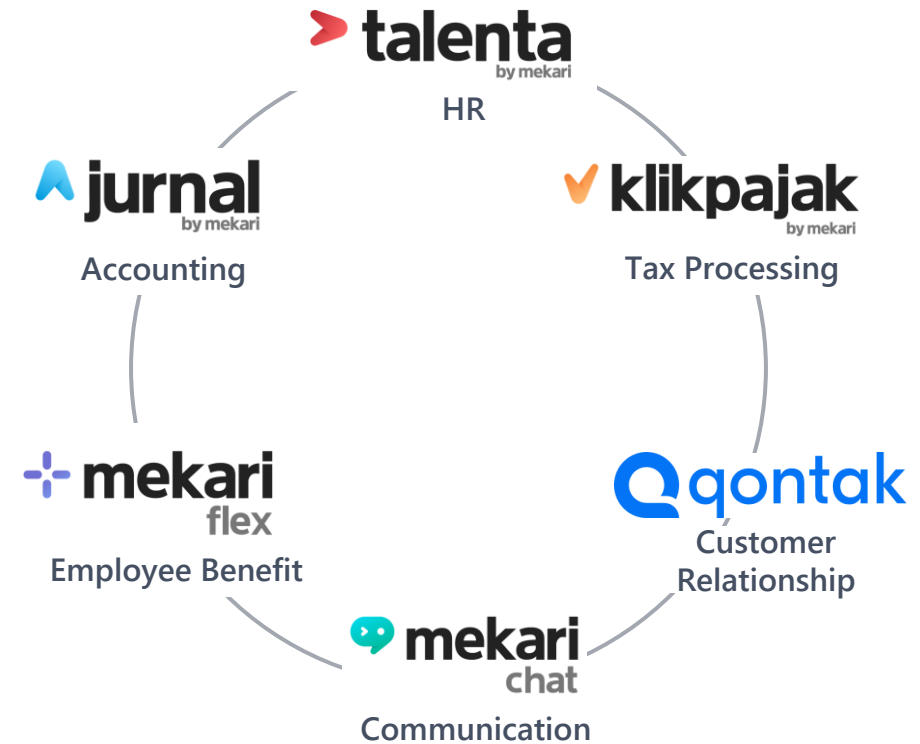 talenta
by mekari
HR
jurnal
by mekari
Accounting
klikpajak
by mekari
Tax Processing
mekari
flex
Employee Benefit
qontak
Customer
Relationship
mekari
chat
Communication